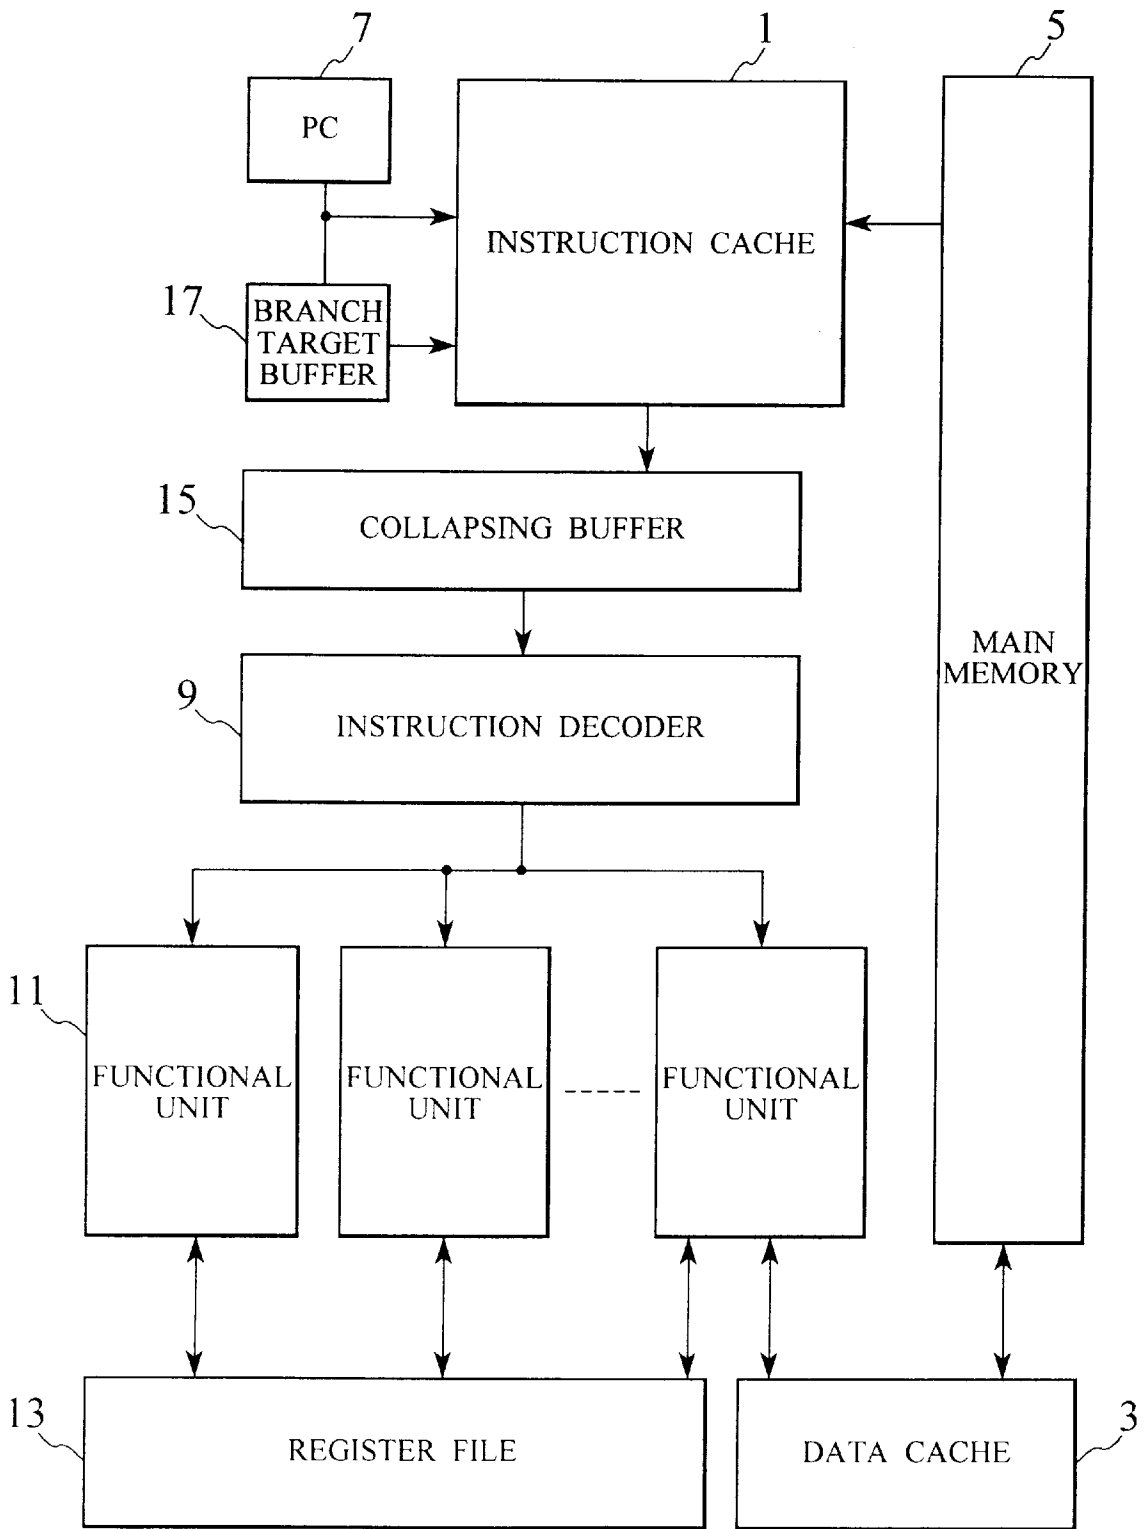 7
1
5
PC
INSTRUCTION CACHE
17
BRANCH
TARGET
BUFFER
15
COLLAPSING BUFFER
MAIN
MEMORY
9
INSTRUCTION DECODER
11
FUNCTIONAL
UNIT
FUNCTIONAL
UNIT
FUNCTIONAL
UNIT
13
REGISTER FILE
DATA CACHE
3